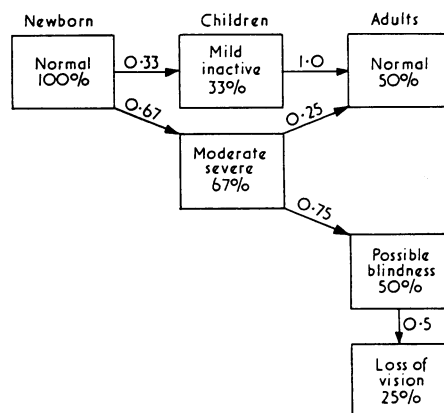 Newborn Children Adults
Normal
100%
0·33
Mild
inactive
33%
1·0
Normal
50%
0·67
0·25
Moderate
severe
67%
0·75
Possible
blindness
50%
0·5
Loss of
vision
25%